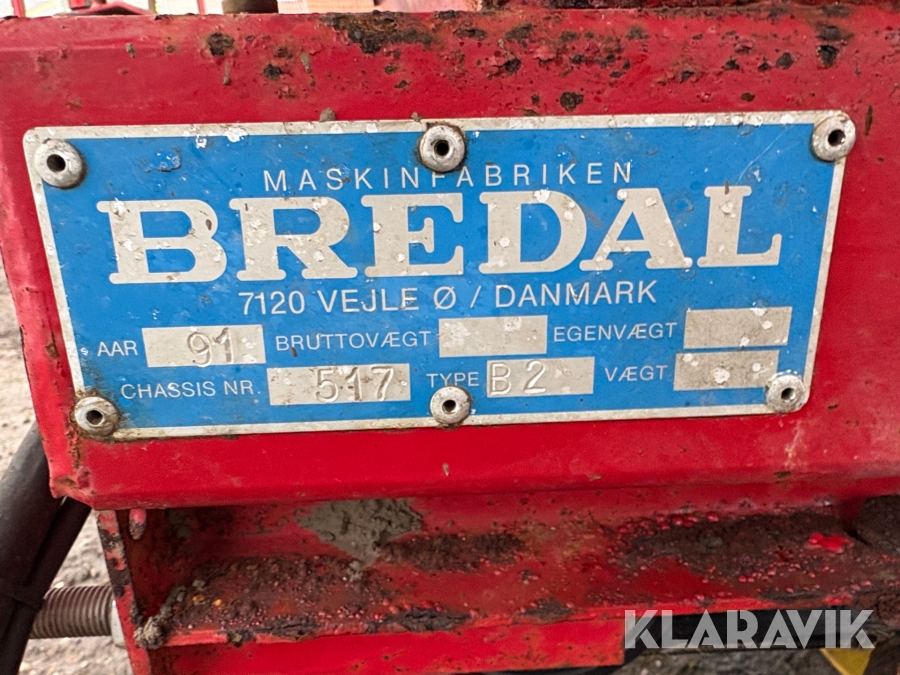 MASKINFABRIKEN
BREDAL
7120 VEJLE Ø / DANMARK
AAR 91 BRUTTOVÆGT EGENVÆGT
CHASSIS NR. 517 TYPE B2 VÆGT
KLARAVIK